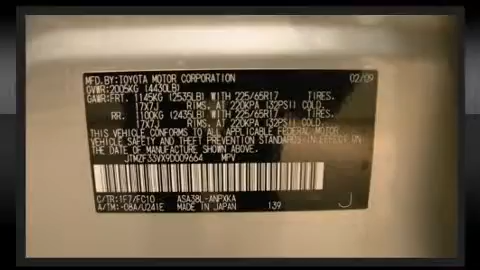 MFD.BY:TOYOTA MOTOR CORPORATION 02/09
GVWR:2005KG (4430LB)
GAWR:FRT. 1145KG (2535LB) WITH 225/65R17 TIRES.
17X7J RIMS. AT 220KPA (32PSI) COLD.
RR. 1100KG (2435LB) WITH 225/65R17 TIRES.
17X7J RIMS. AT 220KPA (32PSI) COLD.
THIS VEHICLE CONFORMS TO ALL APPLICABLE FEDERAL MOTOR
VEHICLE SAFETY AND THEFT PREVENTION STANDARDS IN EFFECT ON
THE DATE OF MANUFACTURE SHOWN ABOVE.
JTMZF33VX9D009664 MPV
C/TR:1F7/FC10 ASA38L-ANPXKA
A/TM:-08A/U241E MADE IN JAPAN 139 J